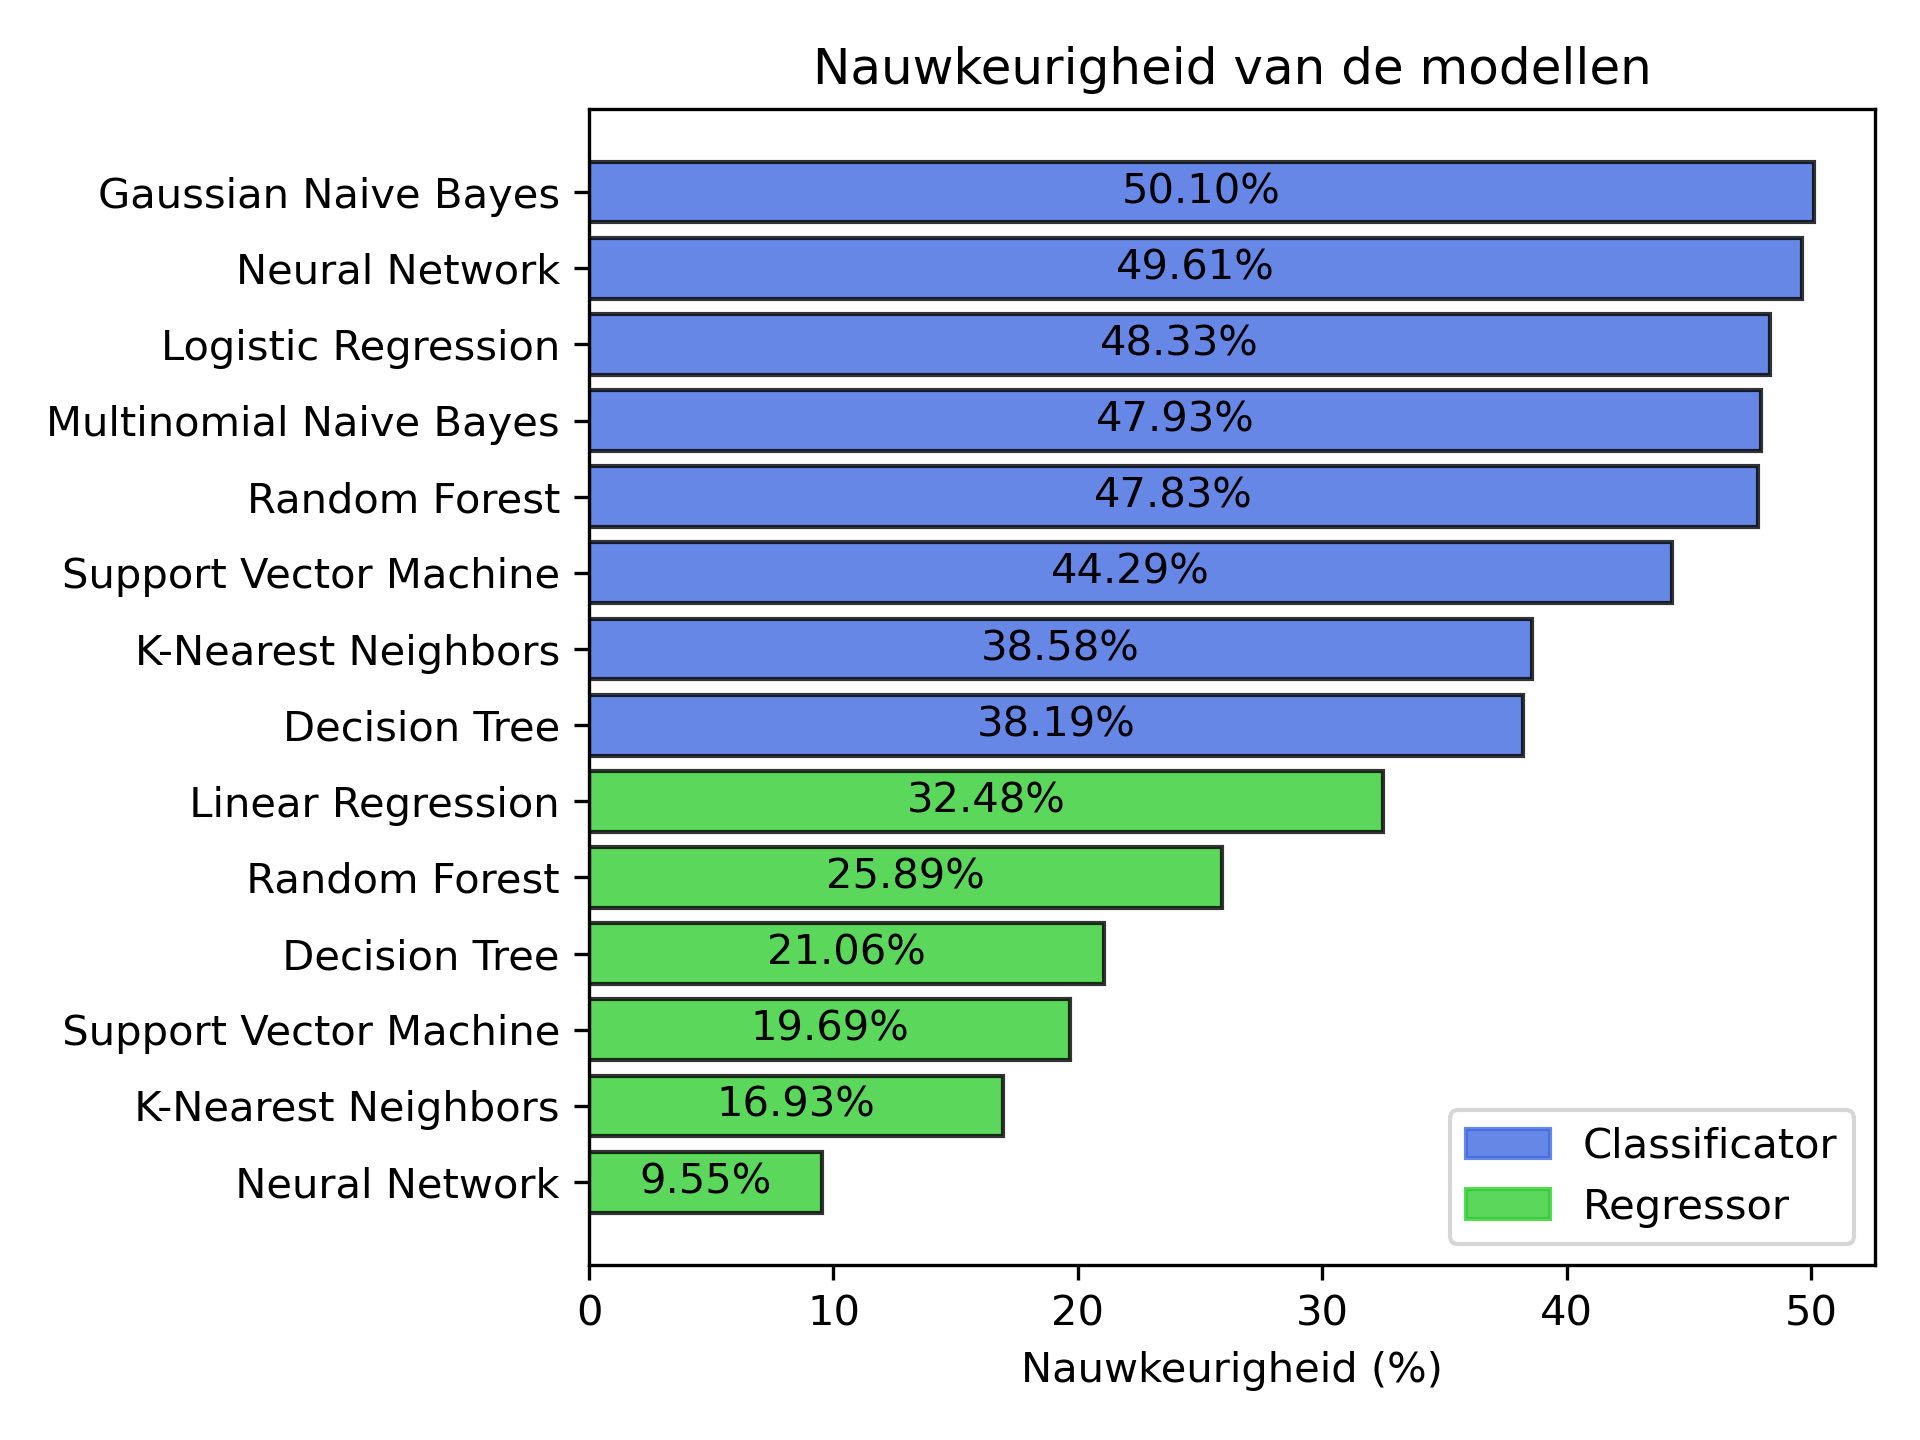 Nauwkeurigheid van de modellen
Gaussian Naive Bayes 50.10%
Neural Network 49.61%
Logistic Regression 48.33%
Multinomial Naive Bayes 47.93%
Random Forest 47.83%
Support Vector Machine 44.29%
K-Nearest Neighbors 38.58%
Decision Tree 38.19%
Linear Regression 32.48%
Random Forest 25.89%
Decision Tree 21.06%
Support Vector Machine 19.69%
K-Nearest Neighbors 16.93%
Neural Network 9.55%
Classificator
Regressor
0 10 20 30 40 50
Nauwkeurigheid (%)